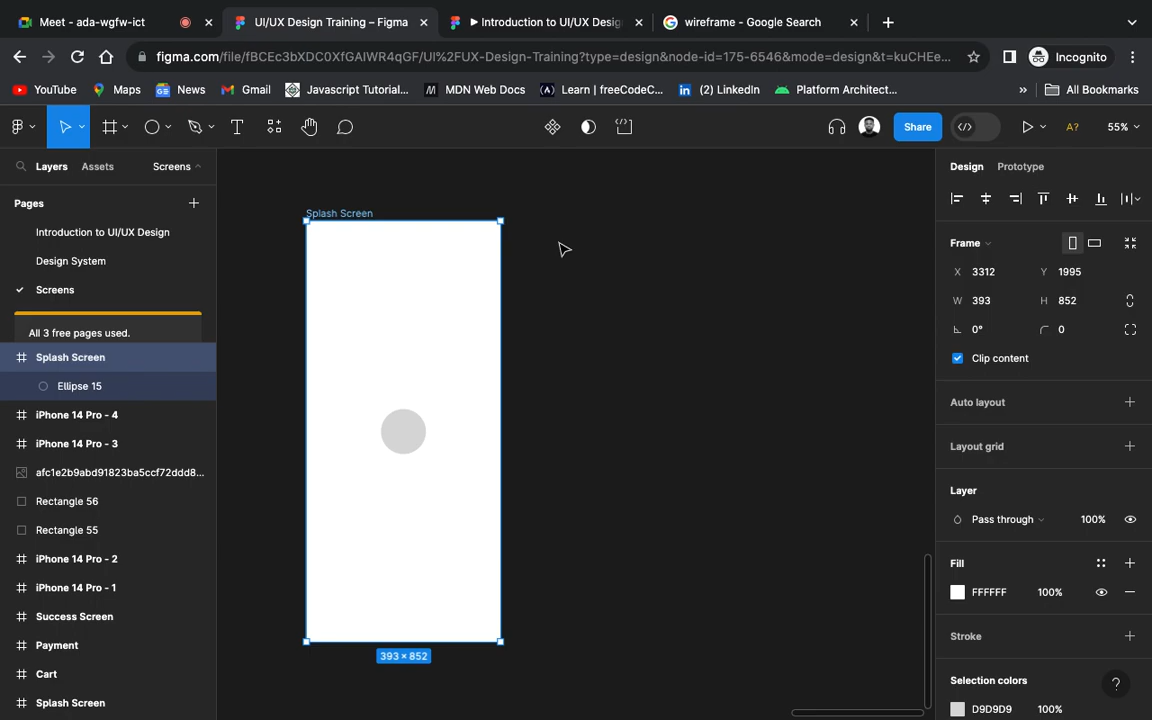 Meet - ada-wgfw-ict
UI/UX Design Training – Figma
Introduction to UI/UX Desig
wireframe - Google Search
figma.com/file/fBCEc3bXDC0XfGAIWR4qGF/UI%2FUX-Design-Training?type=design&node-id=175-6546&mode=design&t=kuCHEe...
Incognito
YouTube
Maps
News
Gmail
Javascript Tutorial...
MDN Web Docs
Learn | freeCodeC...
(2) LinkedIn
Platform Architect...
»
All Bookmarks
Share
A?
55%
Layers
Assets
Screens
Design
Prototype
Pages
Introduction to UI/UX Design
Design System
Screens
All 3 free pages used.
Splash Screen
Ellipse 15
iPhone 14 Pro - 4
iPhone 14 Pro - 3
afc1e2b9abd91823ba5ccf72ddd8...
Rectangle 56
Rectangle 55
iPhone 14 Pro - 2
iPhone 14 Pro - 1
Success Screen
Payment
Cart
Splash Screen
Splash Screen
393 × 852
Frame
X 3312 Y 1995
W 393 H 852
0° 0
Clip content
Auto layout
Layout grid
Layer
Pass through 100%
Fill
FFFFFF 100%
Stroke
Selection colors
D9D9D9 100%
?